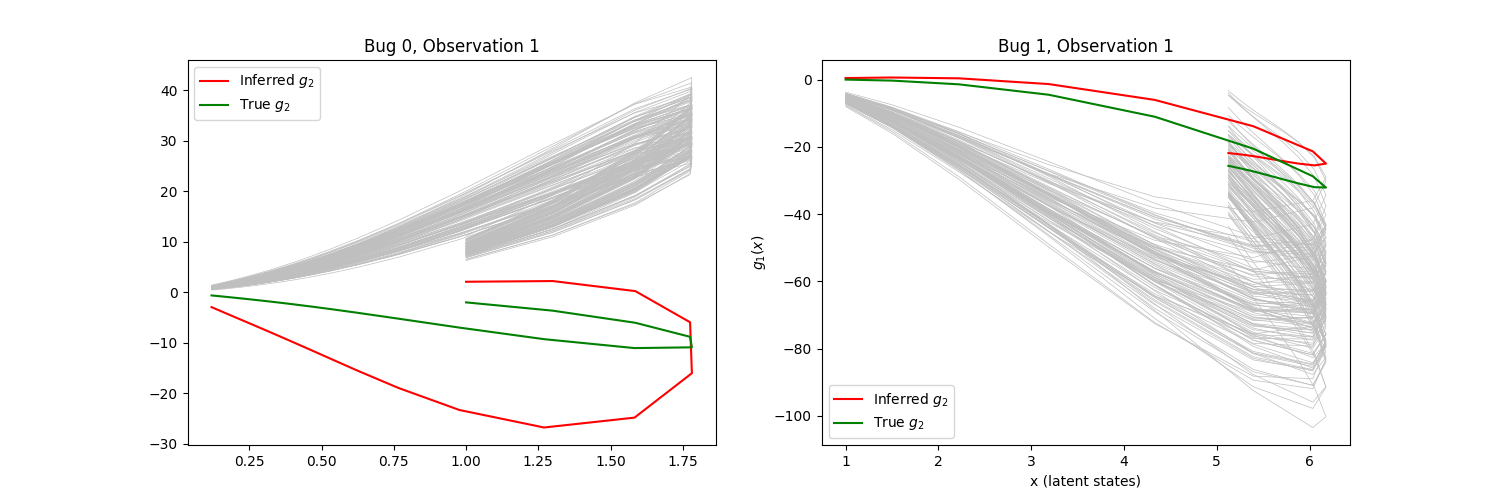 Bug 0, Observation 1
Inferred g₂
True g₂
40
30
20
10
0
−10
−20
−30
0.25 0.50 0.75 1.00 1.25 1.50 1.75
Bug 1, Observation 1
0
−20
−40
−60
−80
−100
g₁(x)
Inferred g₂
True g₂
1 2 3 4 5 6
x (latent states)